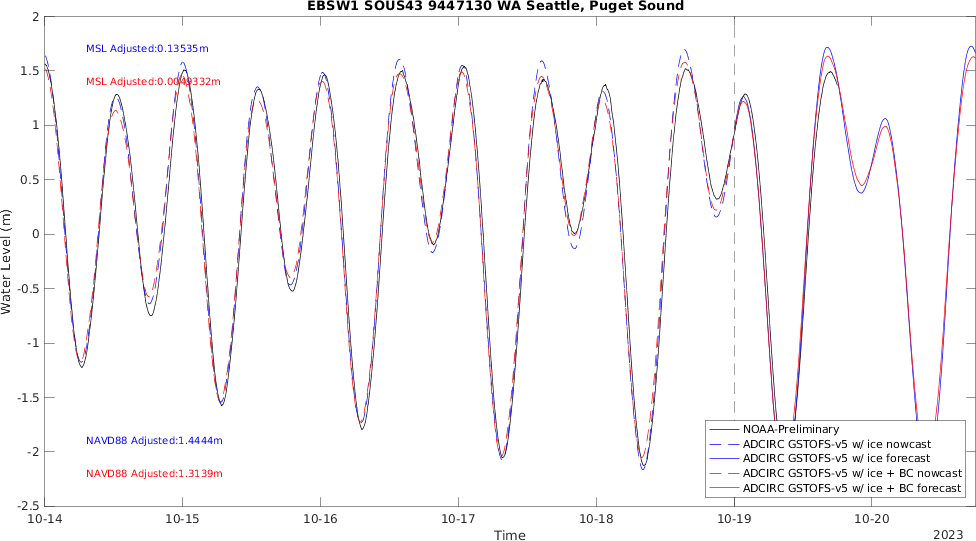 EBSW1 SOUS43 9447130 WA Seattle, Puget Sound
2
1.5
1
0.5
0
-0.5
-1
-1.5
-2
-2.5
Water Level (m)
MSL Adjusted:0.13535m
MSL Adjusted:0.0049332m
NAVD88 Adjusted:1.4444m
NAVD88 Adjusted:1.3139m
NOAA-Preliminary
ADCIRC GSTOFS-v5 w/ ice nowcast
ADCIRC GSTOFS-v5 w/ ice forecast
ADCIRC GSTOFS-v5 w/ ice + BC nowcast
ADCIRC GSTOFS-v5 w/ ice + BC forecast
10-14 10-15 10-16 10-17 10-18 10-19 10-20
Time
2023